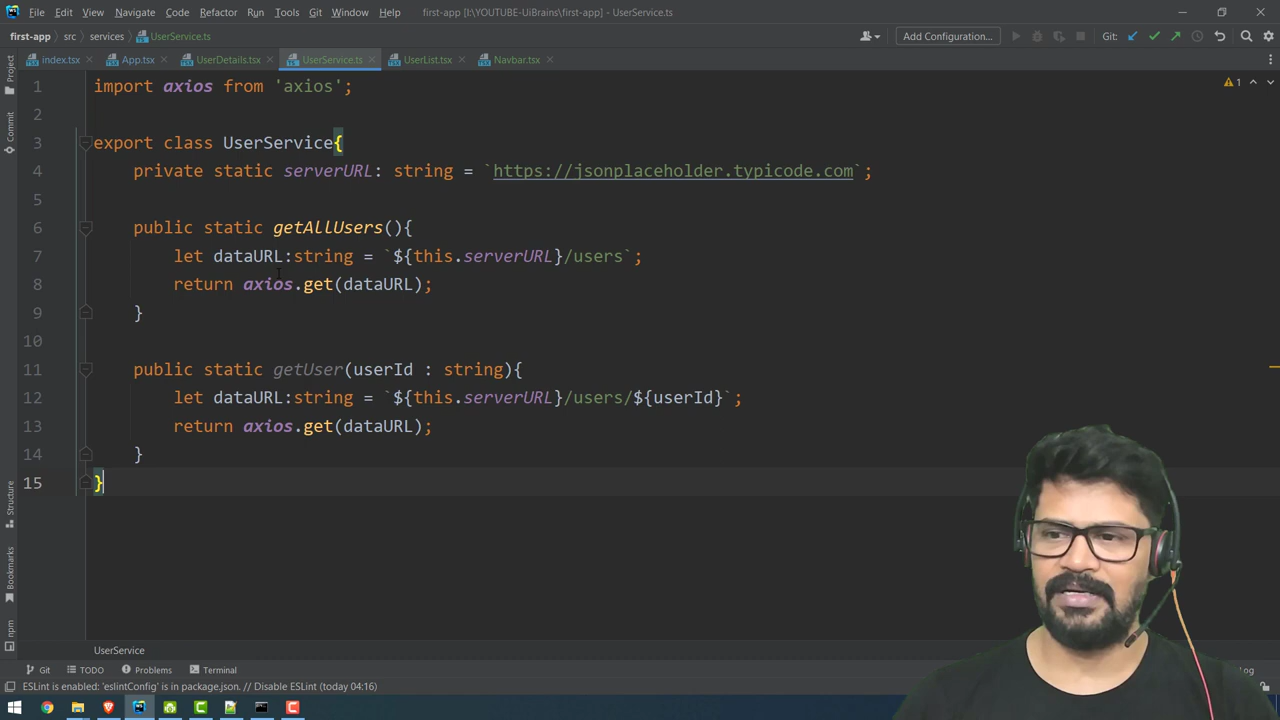 File Edit View Navigate Code Refactor Run Tools Git Window Help first-app [I:\YOUTUBE-UiBrains\first-app] - UserService.ts
first-app src services UserService.ts Add Configuration... Git:
index.tsx App.tsx UserDetails.tsx UserService.ts UserList.tsx Navbar.tsx
Project
Commit
Structure
Bookmarks
npm
1 import axios from 'axios'; 1
2
3 export class UserService{
4 private static serverURL: string = `https://jsonplaceholder.typicode.com`;
5
6 public static getAllUsers(){
7 let dataURL:string = `${this.serverURL}/users`;
8 return axios.get(dataURL);
9 }
10
11 public static getUser(userId : string){
12 let dataURL:string = `${this.serverURL}/users/${userId}`;
13 return axios.get(dataURL);
14 }
15 }
UserService
Git TODO Problems Terminal
ESLint is enabled: 'eslintConfig' is in package.json. // Disable ESLint (today 04:16)